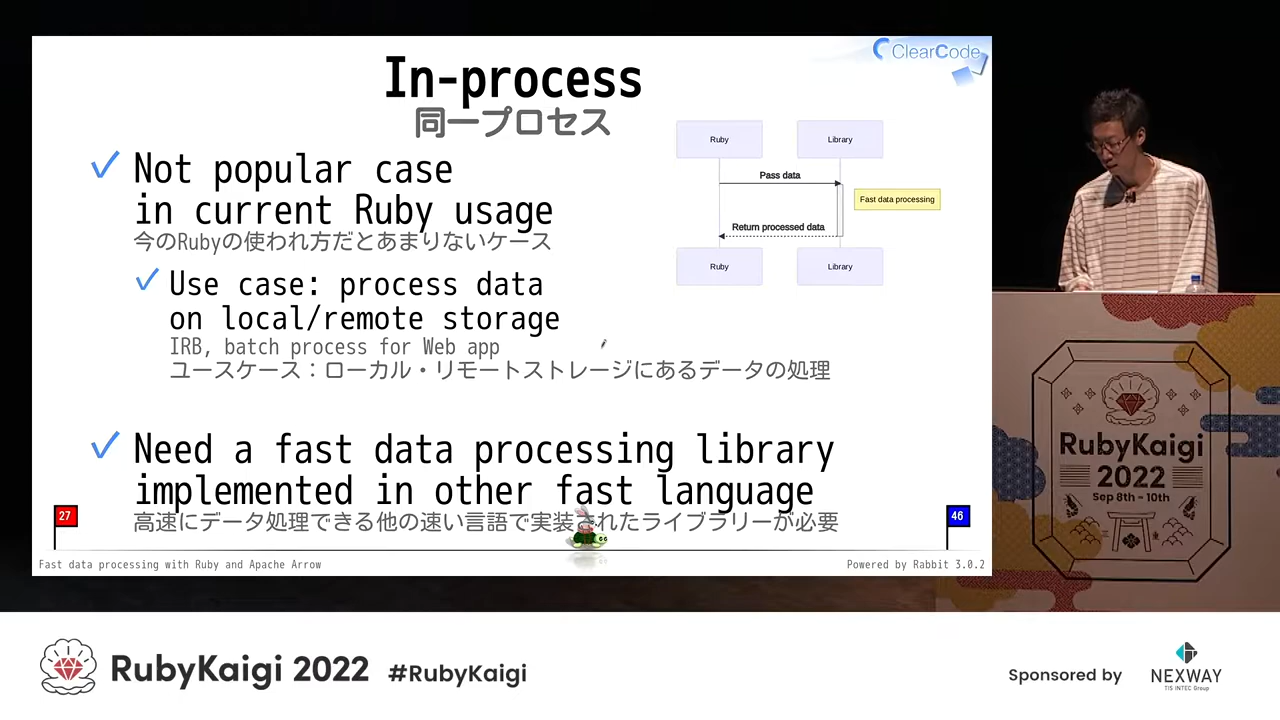 ClearCode
In-process
同一プロセス
Not popular case
in current Ruby usage
今のRubyの使われ方だとあまりないケース
Use case: process data
on local/remote storage
IRB, batch process for Web app
ユースケース：ローカル・リモートストレージにあるデータの処理
Need a fast data processing library
implemented in other fast language
高速にデータ処理できる他の速い言語で実装されたライブラリーが必要
Ruby
Library
Pass data
Fast data processing
Return processed data
Ruby
Library
27
46
Fast data processing with Ruby and Apache Arrow
Powered by Rabbit 3.0.2
RubyKaigi
2022
Sep 8th - 10th
RubyKaigi 2022
#RubyKaigi
Sponsored by
NEXWAY
TIS INTEC Group